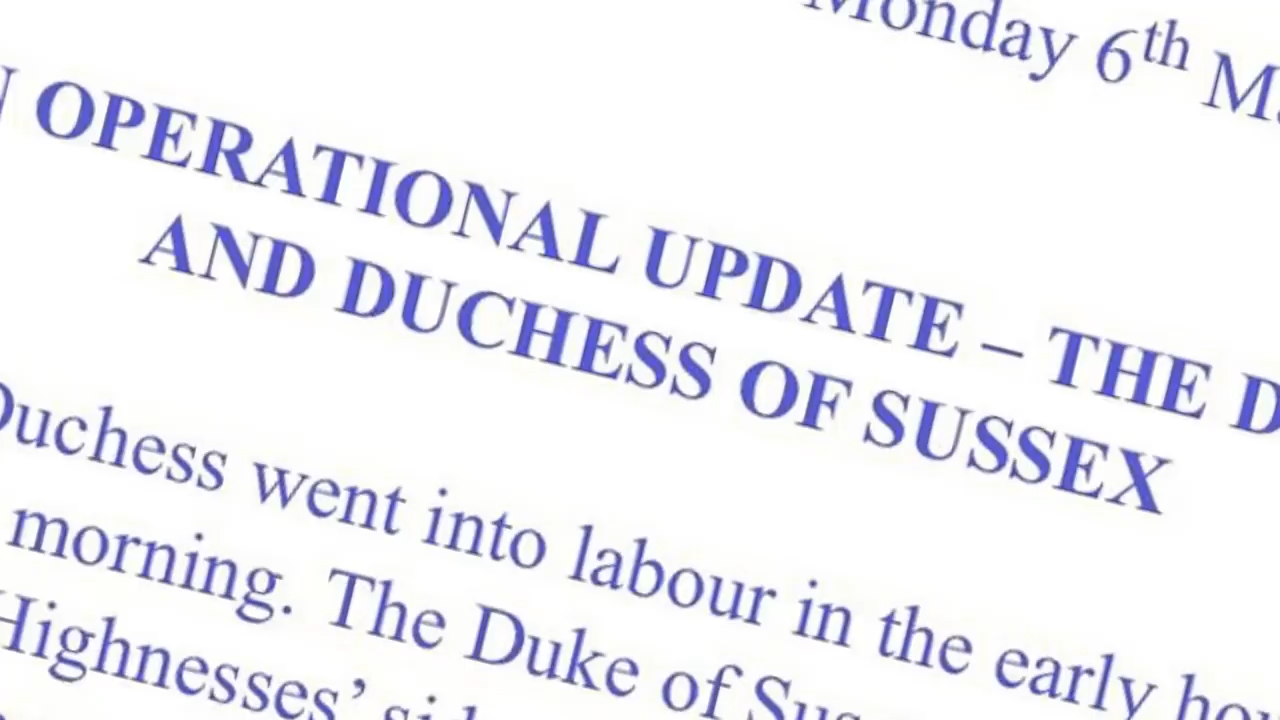 Monday 6th
OPERATIONAL UPDATE – THE
AND DUCHESS OF SUSSEX
Duchess went into labour in the early
morning. The Duke of
Highnesses’